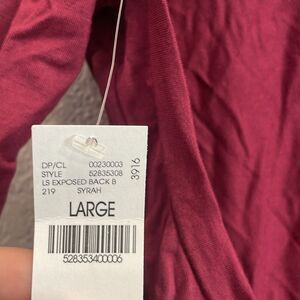 DP/CL 00230003
STYLE 52835308
LS EXPOSED BACK B
219 SYRAH
3916
LARGE
528353400006